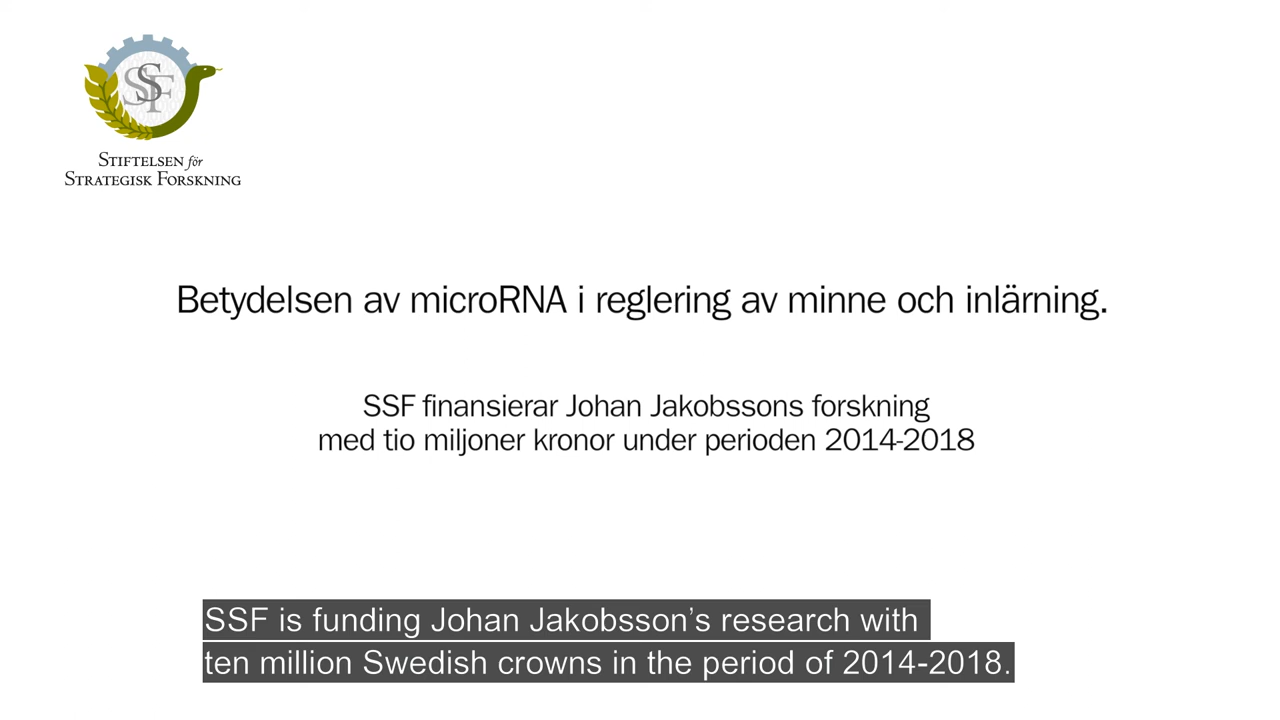 SSF
STIFTELSEN för
STRATEGISK FORSKNING
Betydelsen av microRNA i reglering av minne och inlärning.
SSF finansierar Johan Jakobssons forskning
med tio miljoner kronor under perioden 2014-2018
SSF is funding Johan Jakobsson’s research with
ten million Swedish crowns in the period of 2014-2018.